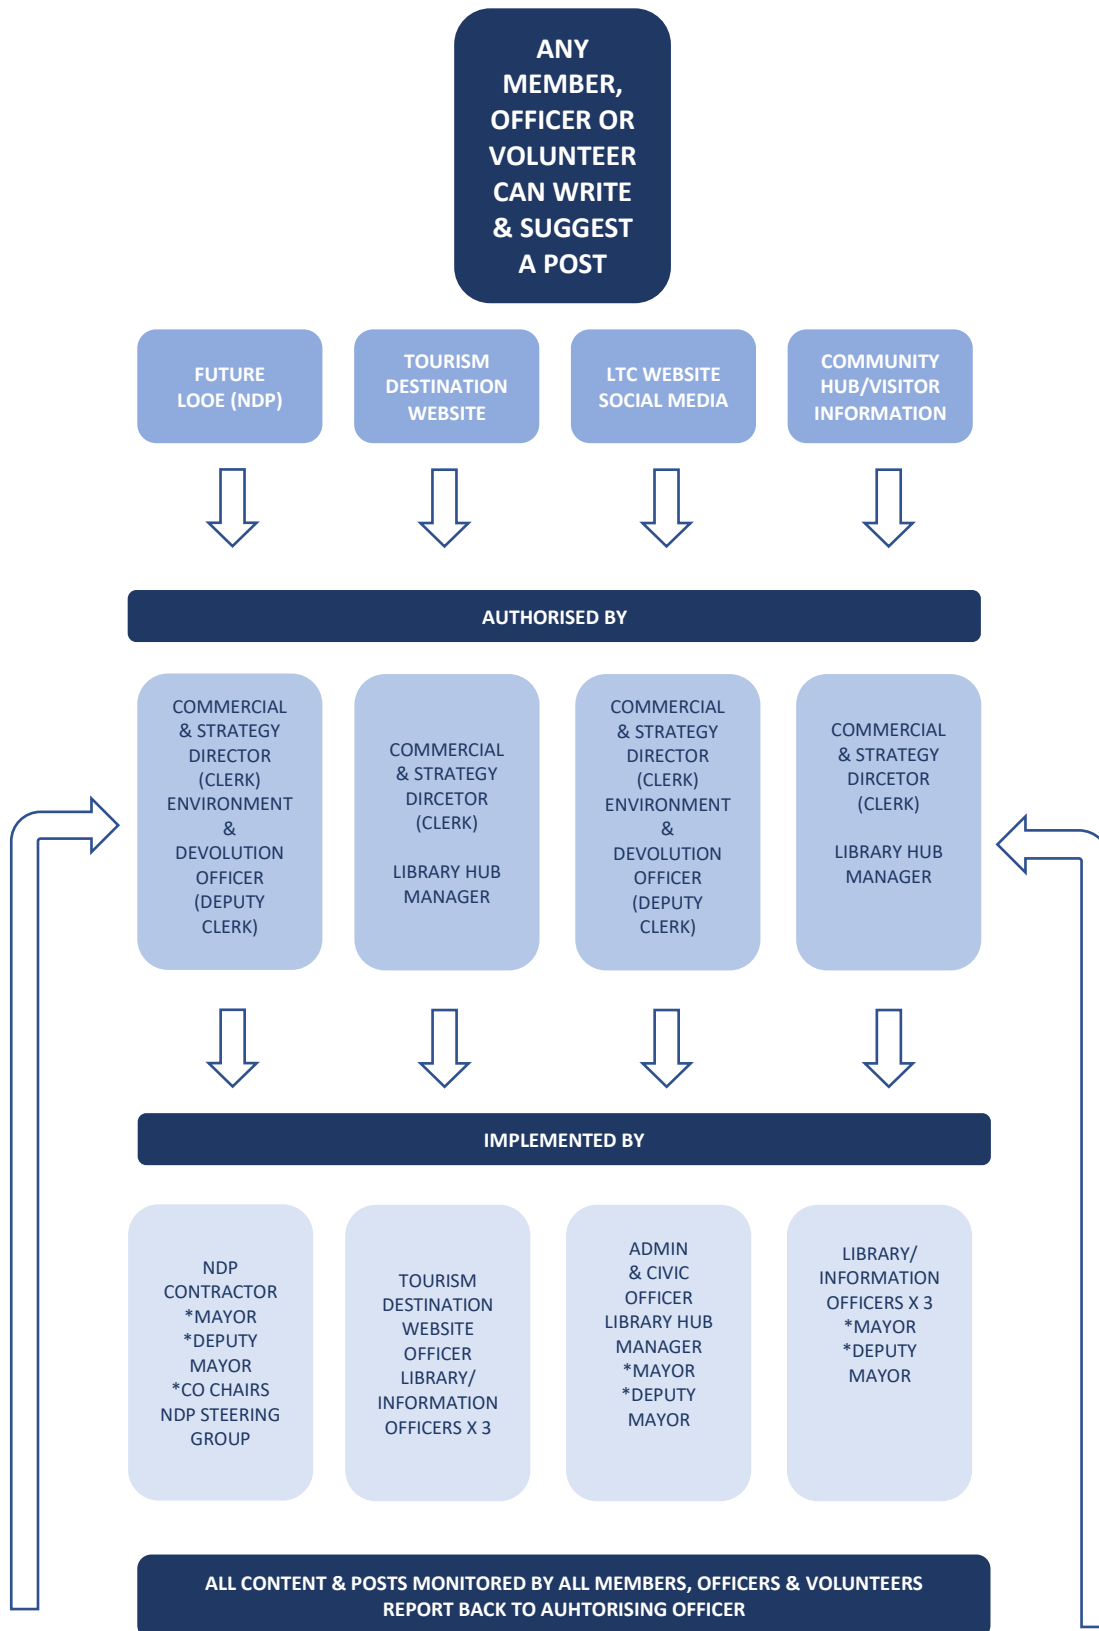 ANY
MEMBER,
OFFICER OR
VOLUNTEER
CAN WRITE
& SUGGEST
A POST
FUTURE
LOOE (NDP)
TOURISM
DESTINATION
WEBSITE
LTC WEBSITE
SOCIAL MEDIA
COMMUNITY
HUB/VISITOR
INFORMATION
AUTHORISED BY
COMMERCIAL
& STRATEGY
DIRECTOR
(CLERK)
ENVIRONMENT
&
DEVOLUTION
OFFICER
(DEPUTY
CLERK)
COMMERCIAL
& STRATEGY
DIRCETOR
(CLERK)
LIBRARY HUB
MANAGER
COMMERCIAL
& STRATEGY
DIRECTOR
(CLERK)
ENVIRONMENT
&
DEVOLUTION
OFFICER
(DEPUTY
CLERK)
COMMERCIAL
& STRATEGY
DIRCETOR
(CLERK)
LIBRARY HUB
MANAGER
IMPLEMENTED BY
NDP
CONTRACTOR
*MAYOR
*DEPUTY
MAYOR
*CO CHAIRS
NDP STEERING
GROUP
TOURISM
DESTINATION
WEBSITE
OFFICER
LIBRARY/
INFORMATION
OFFICERS X 3
ADMIN
& CIVIC
OFFICER
LIBRARY HUB
MANAGER
*MAYOR
*DEPUTY
MAYOR
LIBRARY/
INFORMATION
OFFICERS X 3
*MAYOR
*DEPUTY
MAYOR
ALL CONTENT & POSTS MONITORED BY ALL MEMBERS, OFFICERS & VOLUNTEERS
REPORT BACK TO AUHTORISING OFFICER